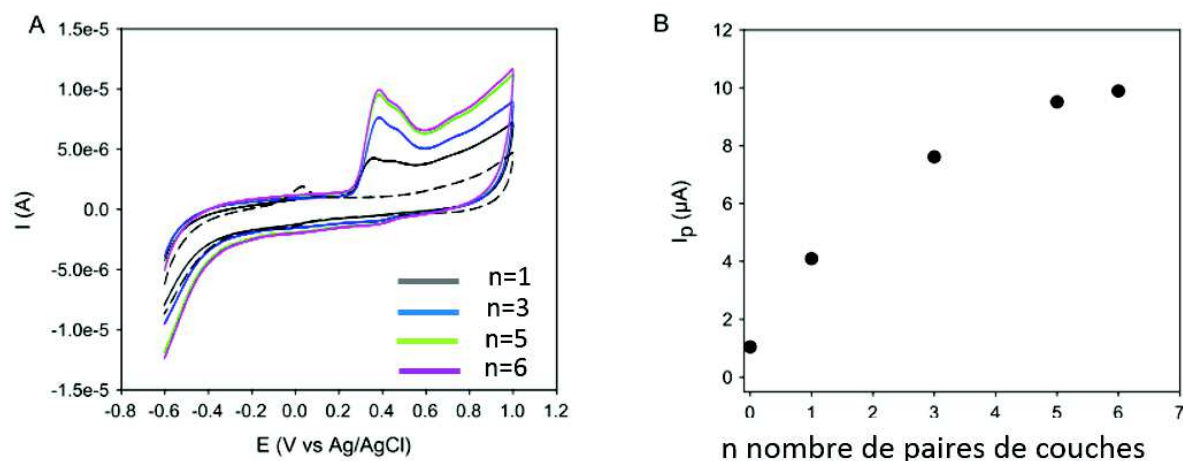 A
I (A)
1.5e-5
1.0e-5
5.0e-6
0.0
-5.0e-6
-1.0e-5
-1.5e-5
n=1
n=3
n=5
n=6
-0.8 -0.6 -0.4 -0.2 0.0 0.2 0.4 0.6 0.8 1.0 1.2
E (V vs Ag/AgCl)
B
Ip (µA)
12
10
8
6
4
2
0
0 1 2 3 4 5 6 7
n nombre de paires de couches